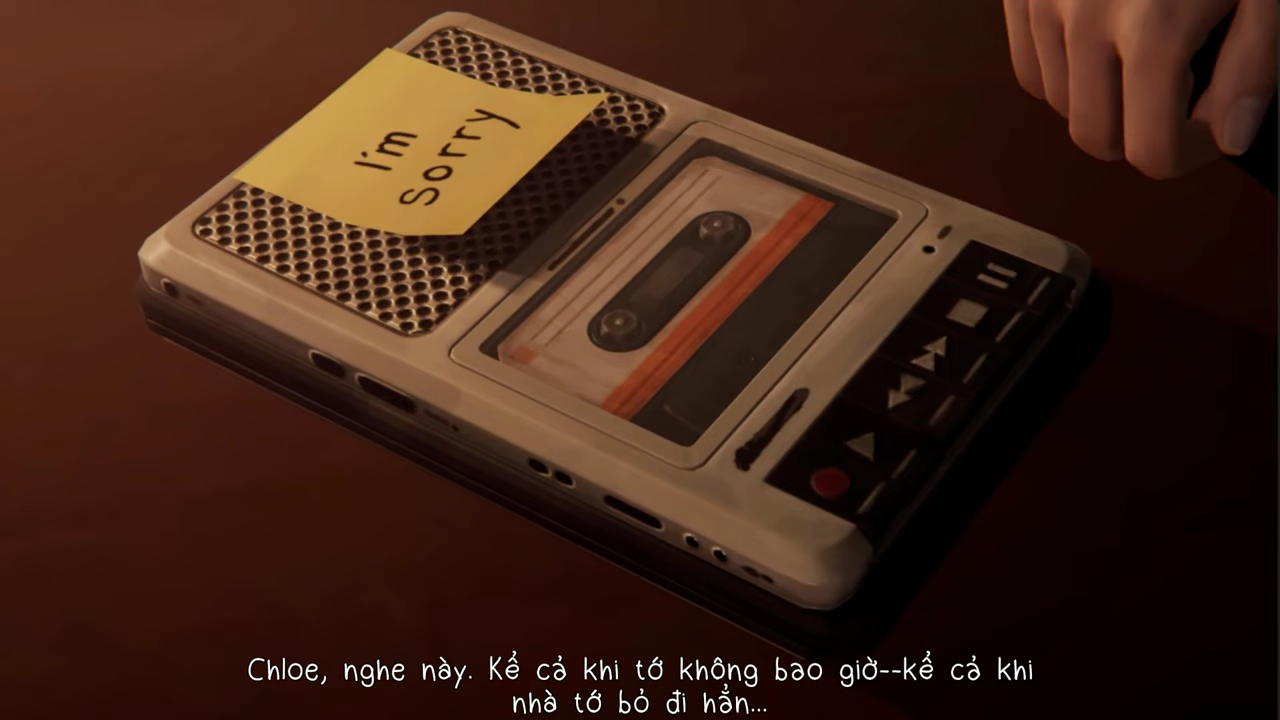 I'm
Sorry
Chloe, nghe này. Kể cả khi tớ không bao giờ--kể cả khi
nhà tớ bỏ đi hẳn...